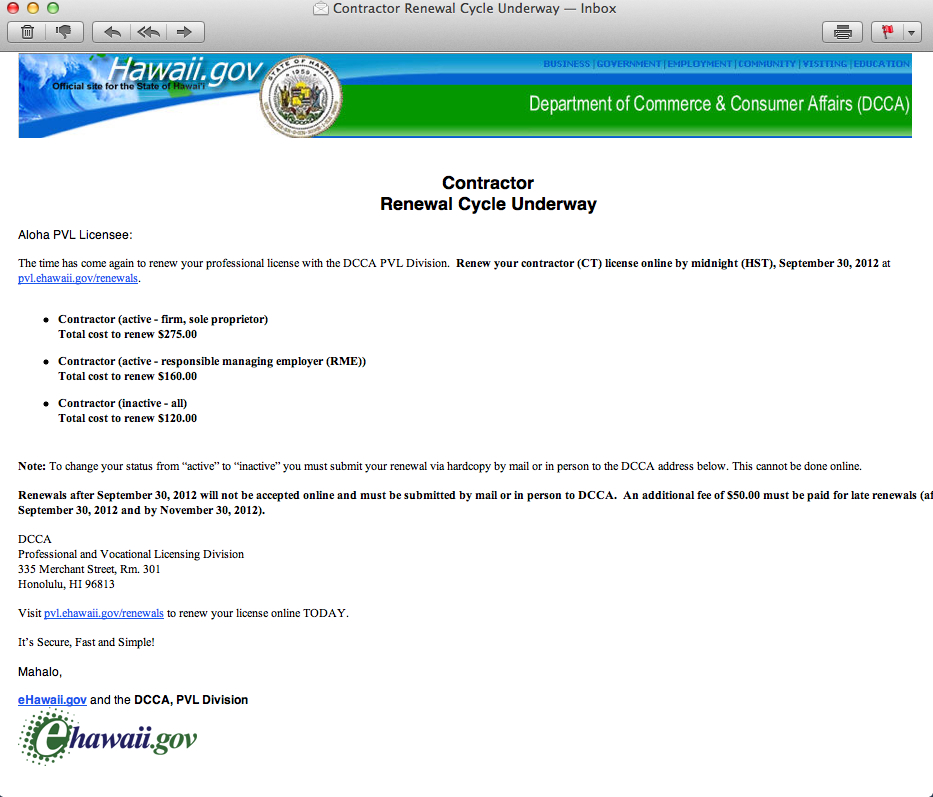 Contractor Renewal Cycle Underway — Inbox
Hawaii.gov
Official site for the State of Hawai'i
STATE OF HAWAII
1959
BUSINESS | GOVERNMENT | EMPLOYMENT | COMMUNITY | VISITING | EDUCATION
Department of Commerce & Consumer Affairs (DCCA)
Contractor
Renewal Cycle Underway
Aloha PVL Licensee:
The time has come again to renew your professional license with the DCCA PVL Division. Renew your contractor (CT) license online by midnight (HST), September 30, 2012 at
pvl.ehawaii.gov/renewals.
• Contractor (active - firm, sole proprietor)
Total cost to renew $275.00
• Contractor (active - responsible managing employer (RME))
Total cost to renew $160.00
• Contractor (inactive - all)
Total cost to renew $120.00
Note: To change your status from “active” to “inactive” you must submit your renewal via hardcopy by mail or in person to the DCCA address below. This cannot be done online.
Renewals after September 30, 2012 will not be accepted online and must be submitted by mail or in person to DCCA. An additional fee of $50.00 must be paid for late renewals (af
September 30, 2012 and by November 30, 2012).
DCCA
Professional and Vocational Licensing Division
335 Merchant Street, Rm. 301
Honolulu, HI 96813
Visit pvl.ehawaii.gov/renewals to renew your license online TODAY.
It’s Secure, Fast and Simple!
Mahalo,
eHawaii.gov and the DCCA, PVL Division
ehawaii.gov